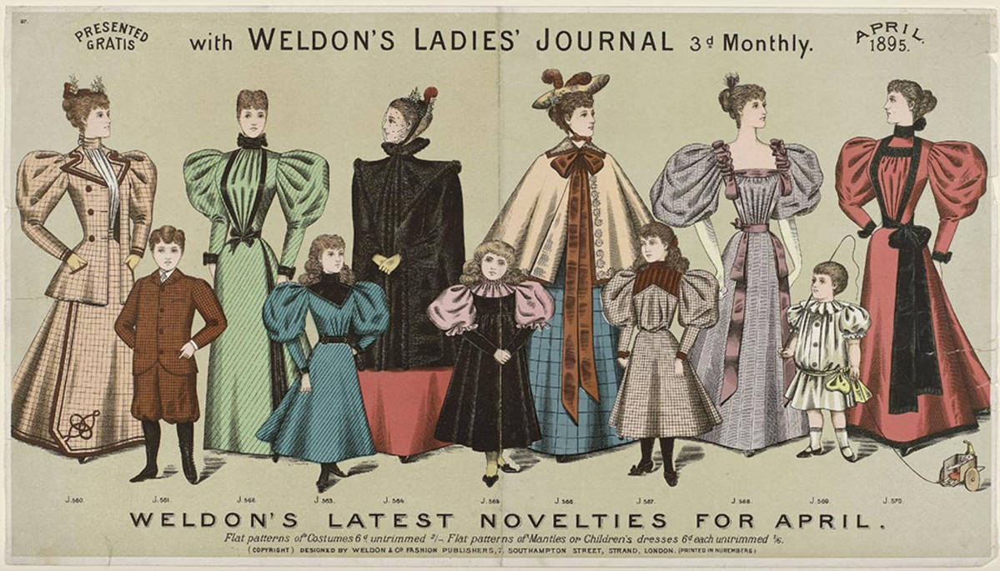 97.
PRESENTED
GRATIS
with WELDON'S LADIES' JOURNAL 3d Monthly.
APRIL.
1895.
J.560. J.561. J.562. J.563. J.564. J.565. J.566. J.567. J.568. J.569. J.570.
WELDON'S LATEST NOVELTIES FOR APRIL.
Flat patterns of Costumes 6d untrimmed 2/- Flat patterns of Mantles or Children's dresses 6d each untrimmed 1/6.
(COPYRIGHT) DESIGNED BY WELDON & CO FASHION PUBLISHERS, 7, SOUTHAMPTON STREET, STRAND, LONDON. (PRINTED IN NUREMBERG)